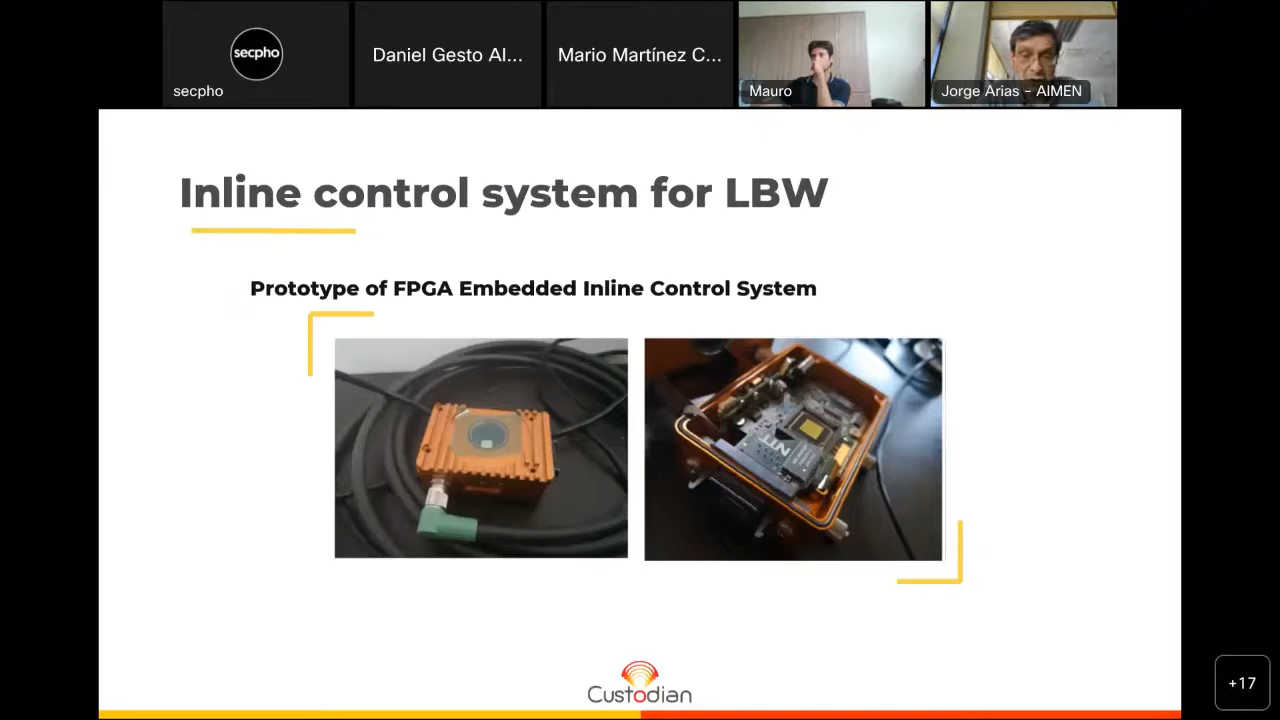 secpho
secpho
Daniel Gesto Al...
Mario Martínez C...
Mauro
Jorge Arias - AIMEN
Inline control system for LBW
Prototype of FPGA Embedded Inline Control System
Custodian
+17